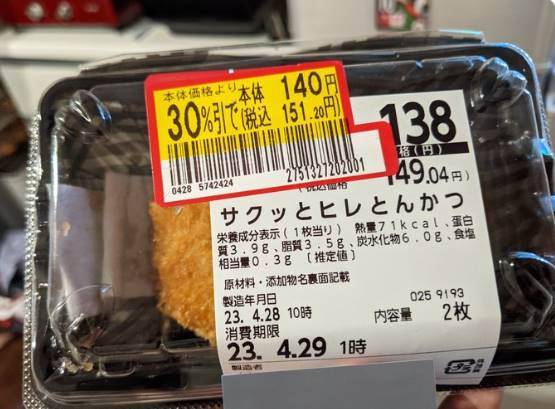 本体価格より
30%引で
本体 140円
(税込 151.20円)
0428 5742424
2751327202001
138
格(円)
149.04円)
サクッとヒレとんかつ
栄養成分表示(1枚当り) 熱量71kcal、蛋白
質3.9g、脂質3.5g、炭水化物6.0g、食塩
相当量0.3g [推定値]
原材料・添加物名裏面記載
製造年月日
23. 4.28 10時
025 9193
消費期限
内容量 2枚
23. 4.29 1時
製造者